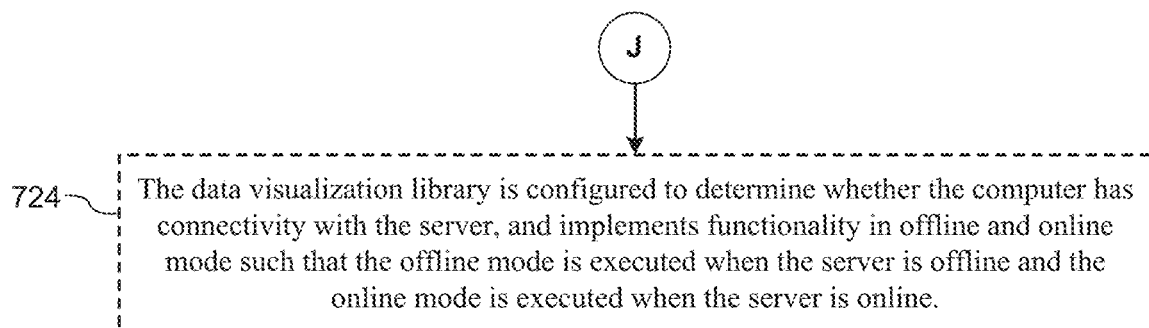 J
724
The data visualization library is configured to determine whether the computer has
connectivity with the server, and implements functionality in offline and online
mode such that the offline mode is executed when the server is offline and the
online mode is executed when the server is online.